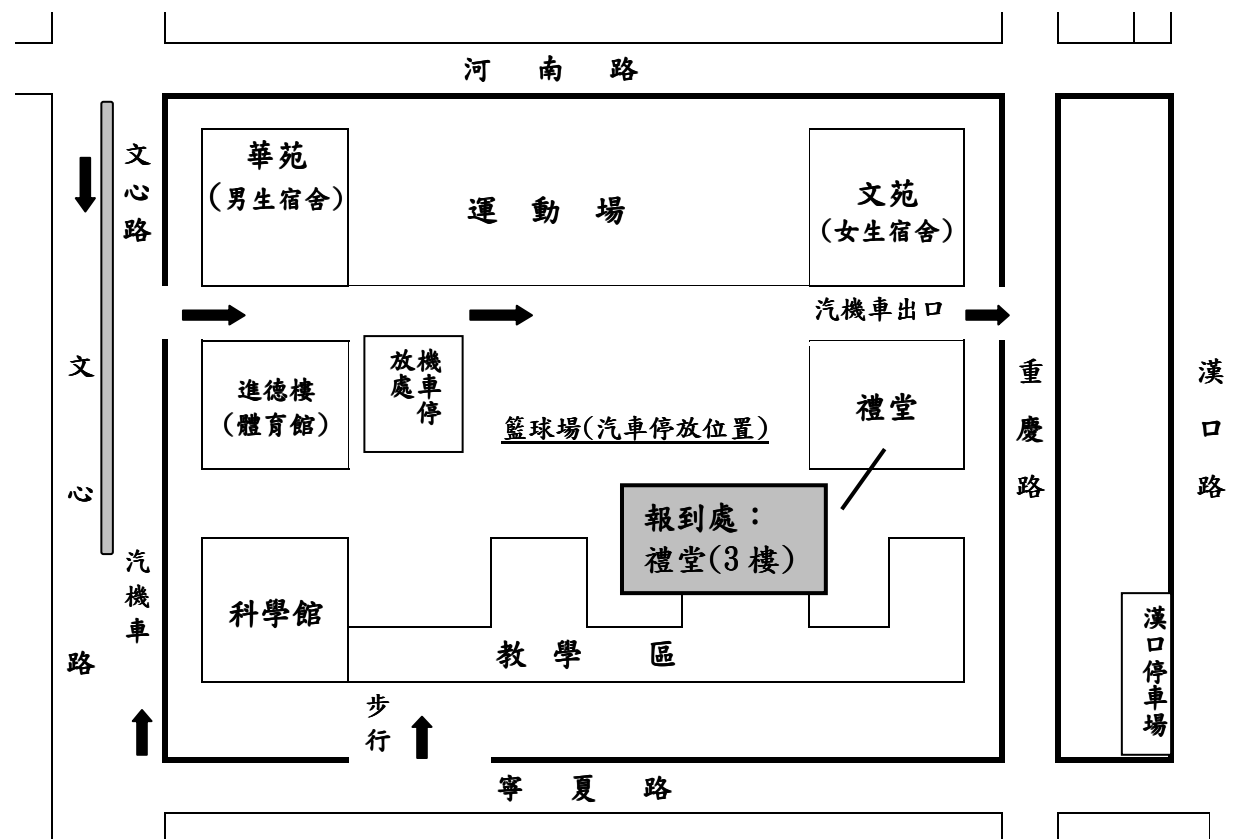 河 南 路
文心路
華苑
(男生宿舍)
運 動 場
文苑
(女生宿舍)
汽機車出口
文 心 路
進德樓
(體育館)
機車停
放處
籃球場(汽車停放位置)
禮堂
重 慶 路
漢 口 路
報到處：
禮堂(3 樓)
汽機車
科學館
教 學 區
漢口停車場
步行
寧 夏 路